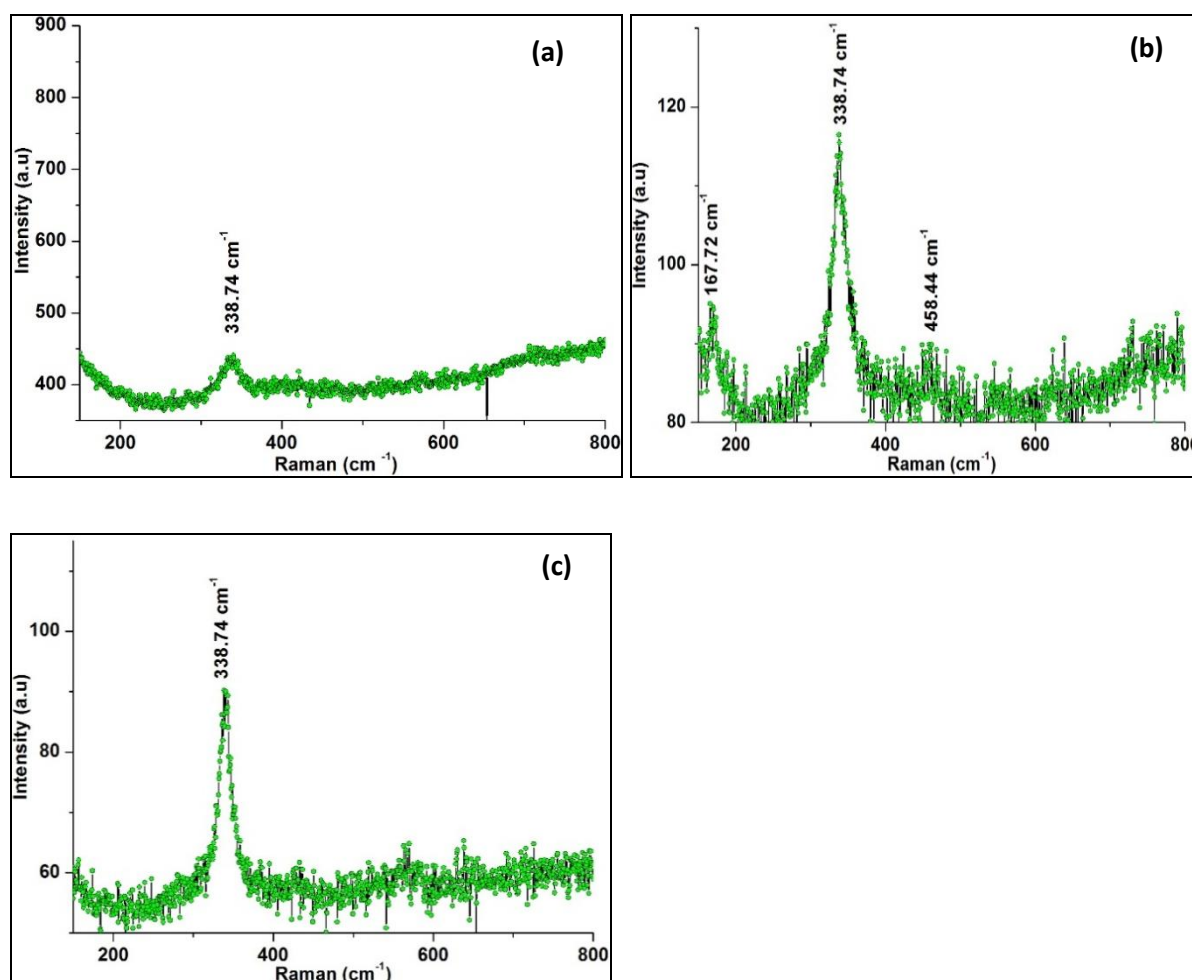 (a)
900
800
700
600
500
400
Intensity (a.u)
338.74 cm⁻¹
200
400
600
800
Raman (cm⁻¹)
(b)
120
100
80
Intensity (a.u)
167.72 cm⁻¹
338.74 cm⁻¹
458.44 cm⁻¹
200
400
600
800
Raman (cm⁻¹)
(c)
100
80
60
Intensity (a.u)
338.74 cm⁻¹
200
400
600
800
Raman (cm⁻¹)